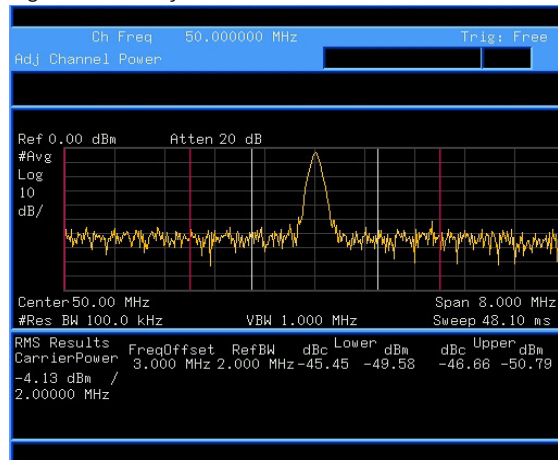 Ch Freq 50.000000 MHz Trig: Free
Adj Channel Power
Ref 0.00 dBm Atten 20 dB
#Avg
Log
10
dB/
Center 50.00 MHz Span 8.000 MHz
#Res BW 100.0 kHz VBW 1.000 MHz Sweep 48.10 ms
RMS Results FreqOffset RefBW dBc Lower dBm dBc Upper dBm
CarrierPower 3.000 MHz 2.000 MHz -45.45 -49.58 -46.66 -50.79
-4.13 dBm /
2.00000 MHz